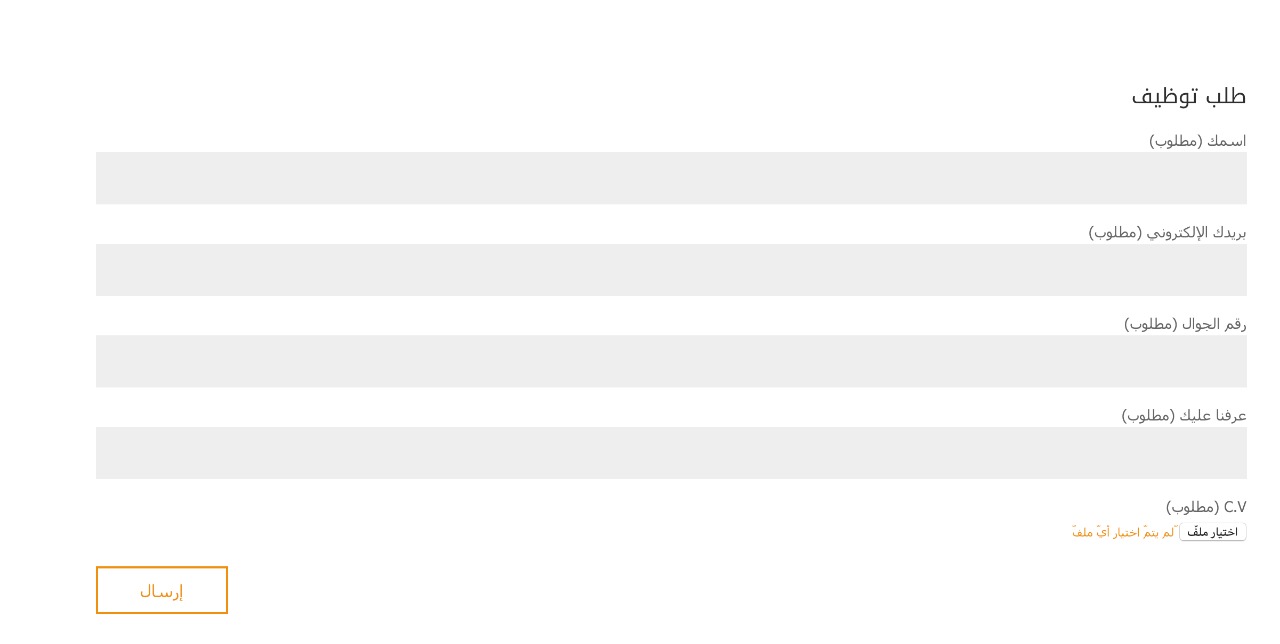 طلب توظيف
اسمك (مطلوب)
بريدك الإلكتروني (مطلوب)
رقم الجوال (مطلوب)
عرفنا عليك (مطلوب)
C.V (مطلوب)
اختيار ملفّ لم يتمّ اختيار أيّ ملفّ
إرسال